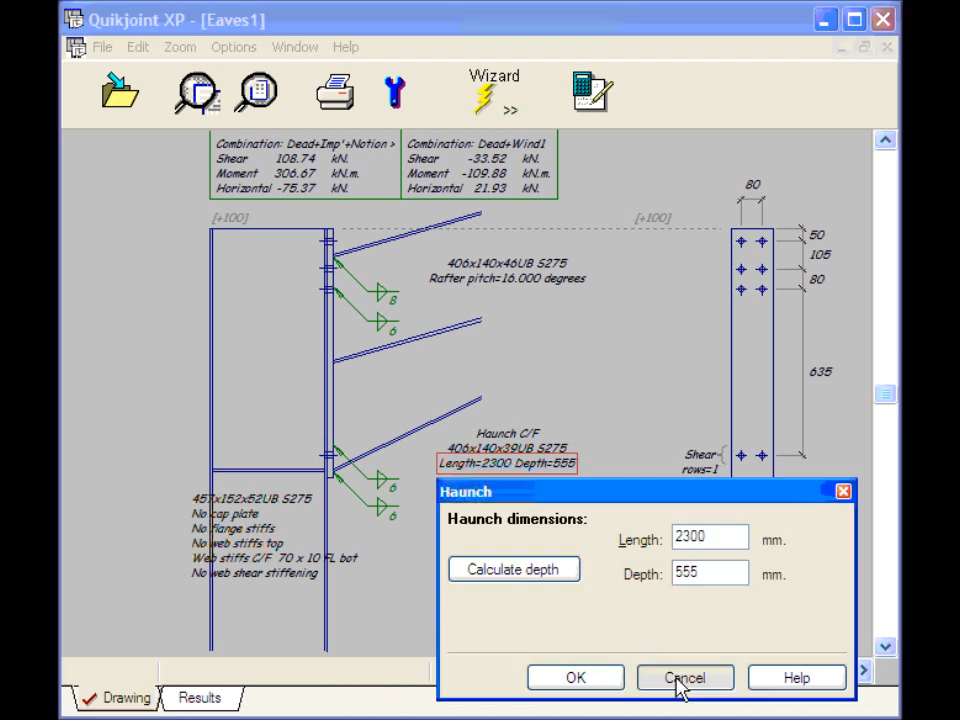 Quikjoint XP - [Eaves1]
File Edit Zoom Options Window Help
Wizard
>>
Combination: Dead+Imp'+Notion > Combination: Dead+Wind1
Shear 108.74 kN. Shear -33.52 kN.
Moment 306.67 kN.m. Moment -109.88 kN.m.
Horizontal -75.37 kN. Horizontal 21.93 kN.
80
[+100] [+100]
50
105
406x140x46UB S275
Rafter pitch=16.000 degrees
80
8
6
635
Haunch C/F
406x140x39UB S275
Length=2300 Depth=555
Shear
rows=1
6
6
457x152x52UB S275
No cap plate
No flange stiffs
No web stiffs top
Web stiffs C/F 70 x 10 FL bot
No web shear stiffening
Haunch
Haunch dimensions:
Length: 2300 mm.
Calculate depth
Depth: 555 mm.
OK Cancel Help
Drawing Results